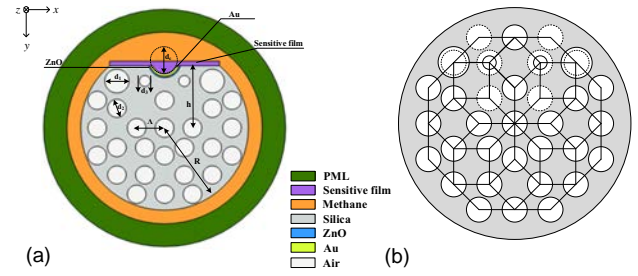 z x
y
Au
ZnO
Sensitive film
d₁
d₃
d₂
h
Λ
R
PML
Sensitive film
Methane
Silica
ZnO
Au
Air
(a)
(b)